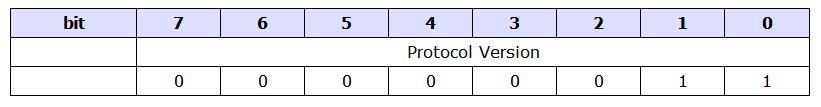 bit 7 6 5 4 3 2 1 0
Protocol Version
0 0 0 0 0 0 1 1